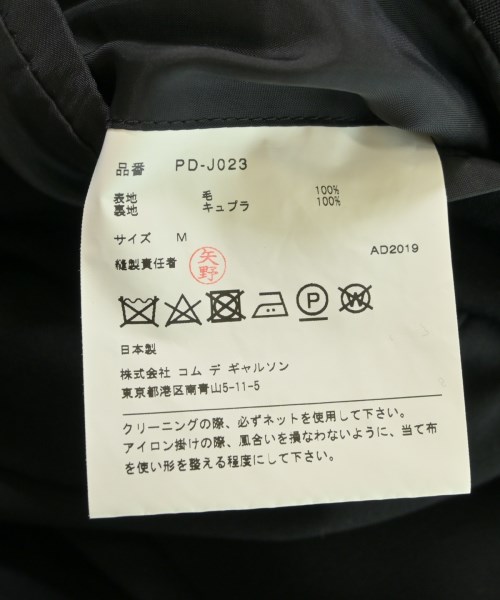 品番 PD-J023
表地 毛 100%
裏地 キュプラ 100%
サイズ M
AD2019
縫製責任者 矢野
P W
日本製
株式会社 コム デ ギャルソン
東京都港区南青山5-11-5
クリーニングの際、必ずネットを使用して下さい。
アイロン掛けの際、風合いを損なわないように、当て布
を使い形を整える程度にして下さい。